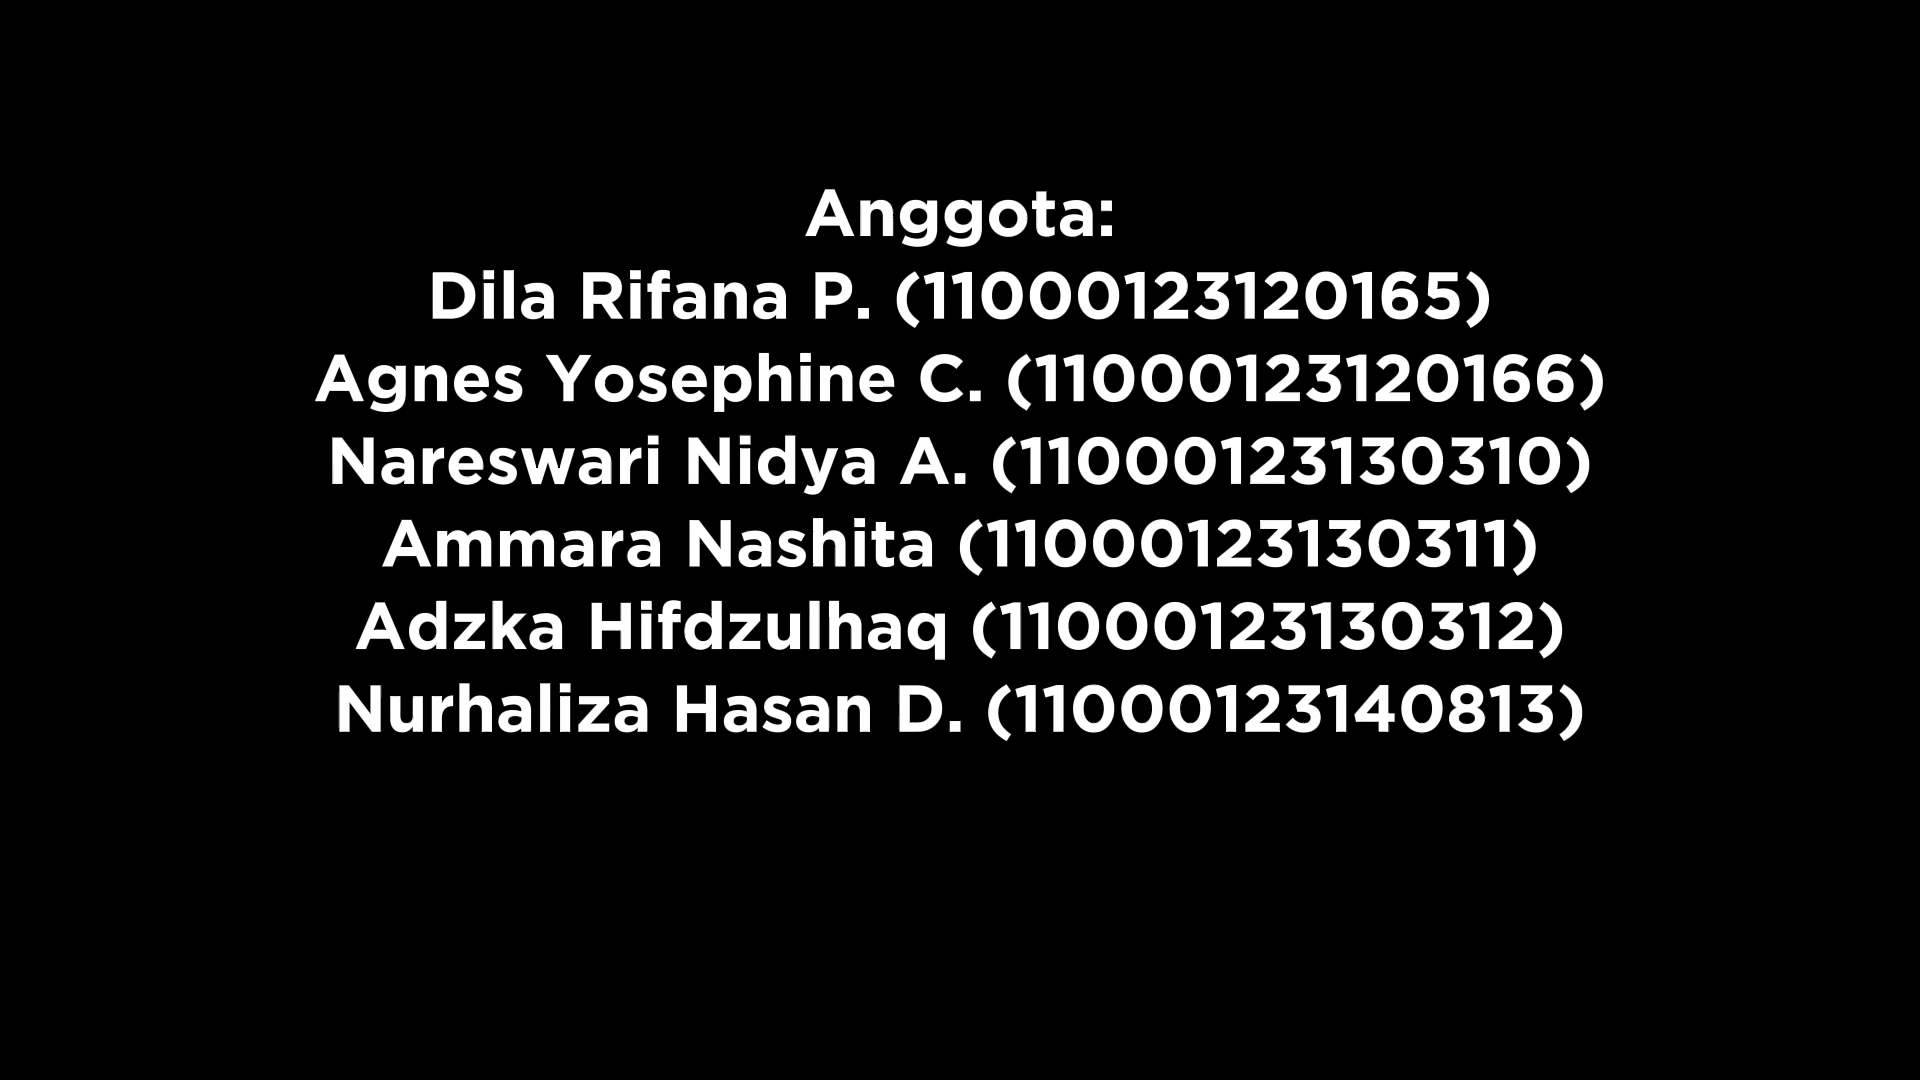 Anggota:
Dila Rifana P. (11000123120165)
Agnes Yosephine C. (11000123120166)
Nareswari Nidya A. (11000123130310)
Ammara Nashita (11000123130311)
Adzka Hifdzulhaq (11000123130312)
Nurhaliza Hasan D. (11000123140813)